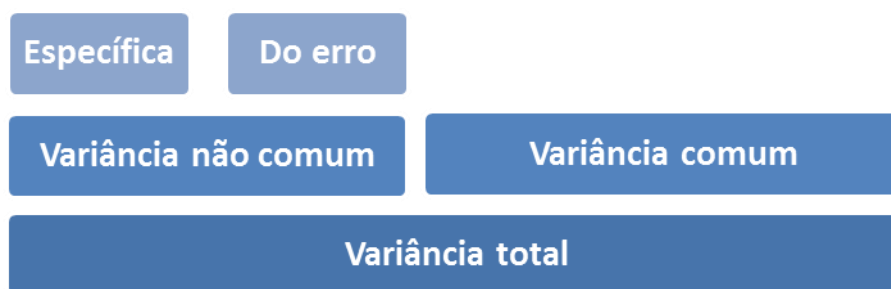 Específica
Do erro
Variância não comum
Variância comum
Variância total